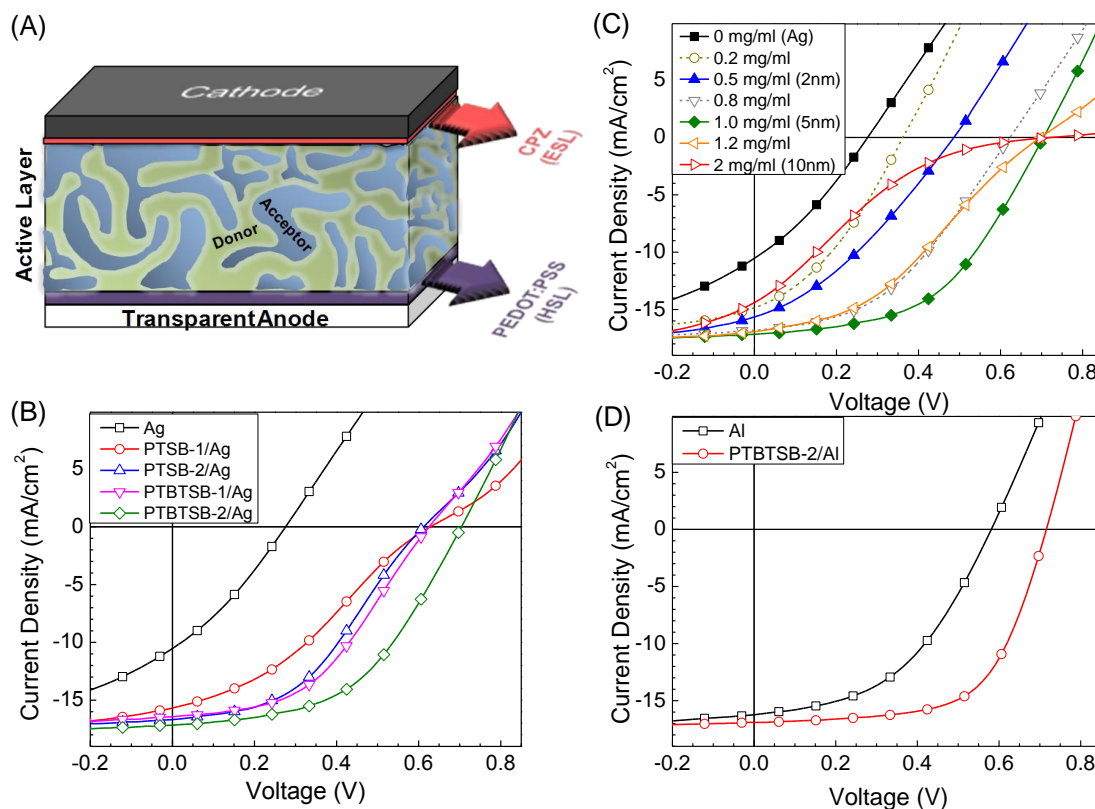 (A)
Cathode
CPZ
(ESL)
Active Layer
Donor
Acceptor
PEDOT:PSS
(HSL)
Transparent Anode
(B)
Ag
PTSB-1/Ag
PTSB-2/Ag
PTBTSB-1/Ag
PTBTSB-2/Ag
5
0
-5
-10
-15
Current Density (mA/cm2)
-0.2 0.0 0.2 0.4 0.6 0.8
Voltage (V)
(C)
0 mg/ml (Ag)
0.2 mg/ml
0.5 mg/ml (2nm)
0.8 mg/ml
1.0 mg/ml (5nm)
1.2 mg/ml
2 mg/ml (10nm)
5
0
-5
-10
-15
Current Density (mA/cm2)
-0.2 0.0 0.2 0.4 0.6 0.8
Voltage (V)
(D)
Al
PTBTSB-2/Al
5
0
-5
-10
-15
Current Density (mA/cm2)
-0.2 0.0 0.2 0.4 0.6 0.8
Voltage (V)